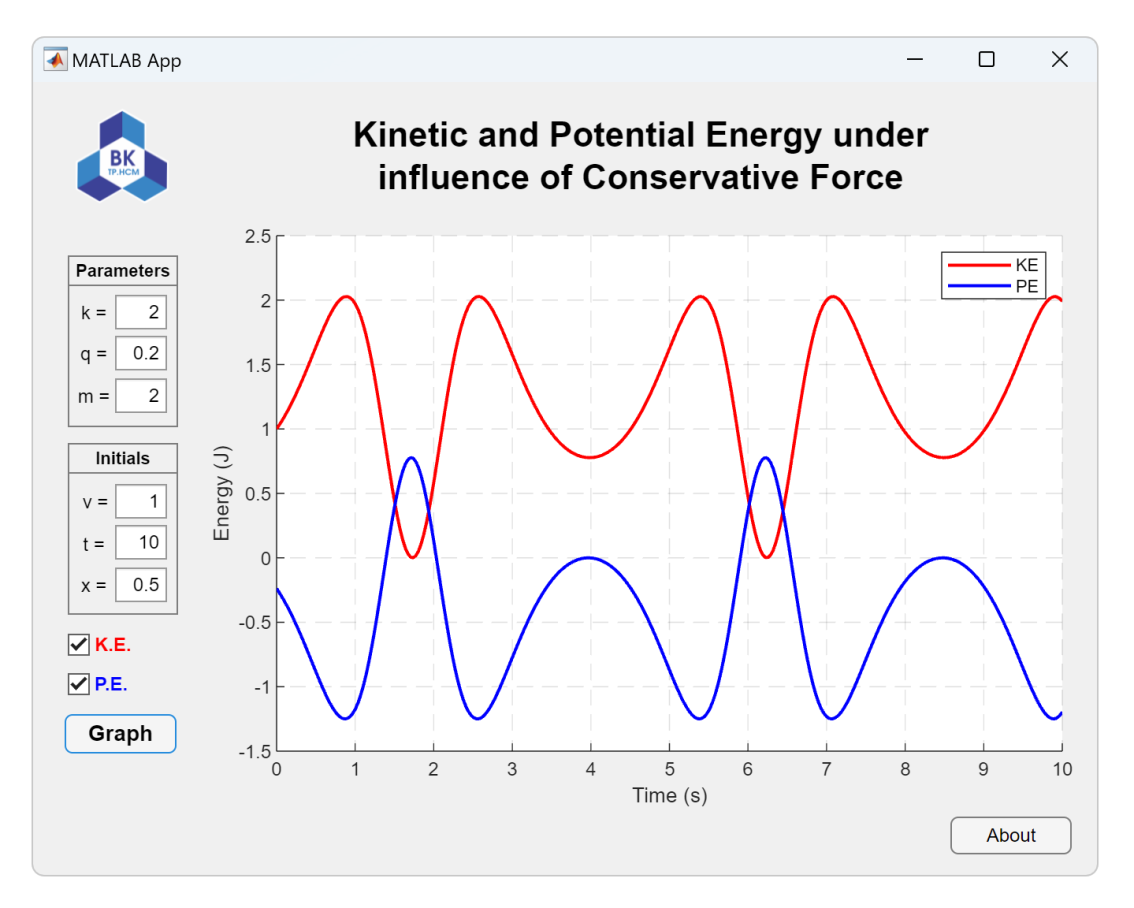 MATLAB App
BK
TP.HCM
Kinetic and Potential Energy under
influence of Conservative Force
Parameters
k = 2
q = 0.2
m = 2
Initials
v = 1
t = 10
x = 0.5
K.E.
P.E.
Graph
2.5
2
1.5
1
0.5
0
-0.5
-1
-1.5
Energy (J)
KE
PE
0 1 2 3 4 5 6 7 8 9 10
Time (s)
About